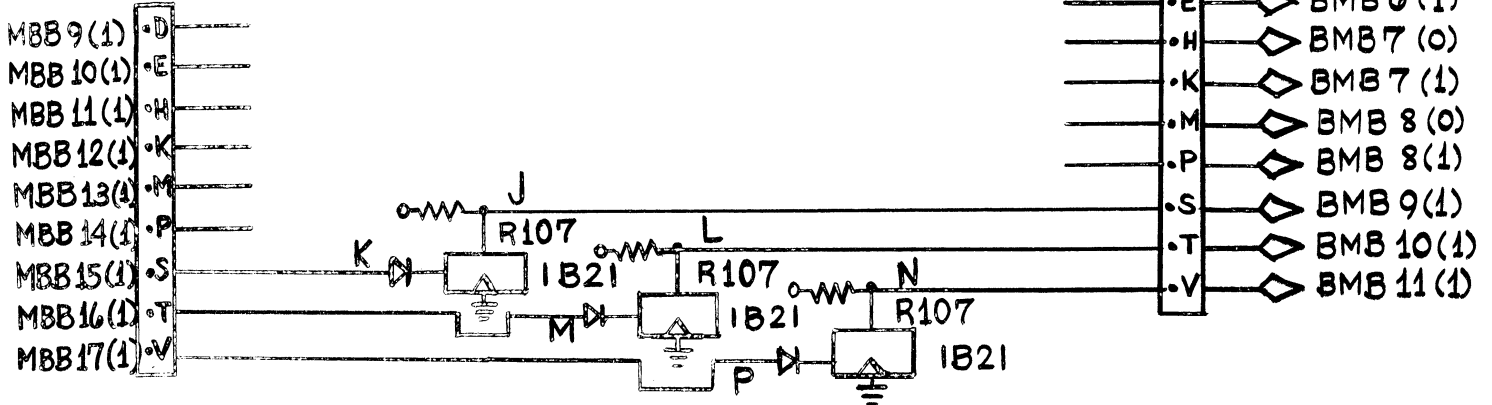 MBB 9(1) ·D
MBB 10(1) ·E
MBB 11(1) ·H
MBB 12(1) ·K
MBB 13(1) ·M
MBB 14(1) ·P
MBB 15(1) ·S
MBB 16(1) ·T
MBB 17(1) ·V
K
J
R107
1B21
M
L
R107
1B21
P
N
R107
1B21
·E BMB 6(1)
·H BMB 7 (0)
·K BMB 7 (1)
·M BMB 8 (0)
·P BMB 8(1)
·S BMB 9(1)
·T BMB 10(1)
·V BMB 11(1)